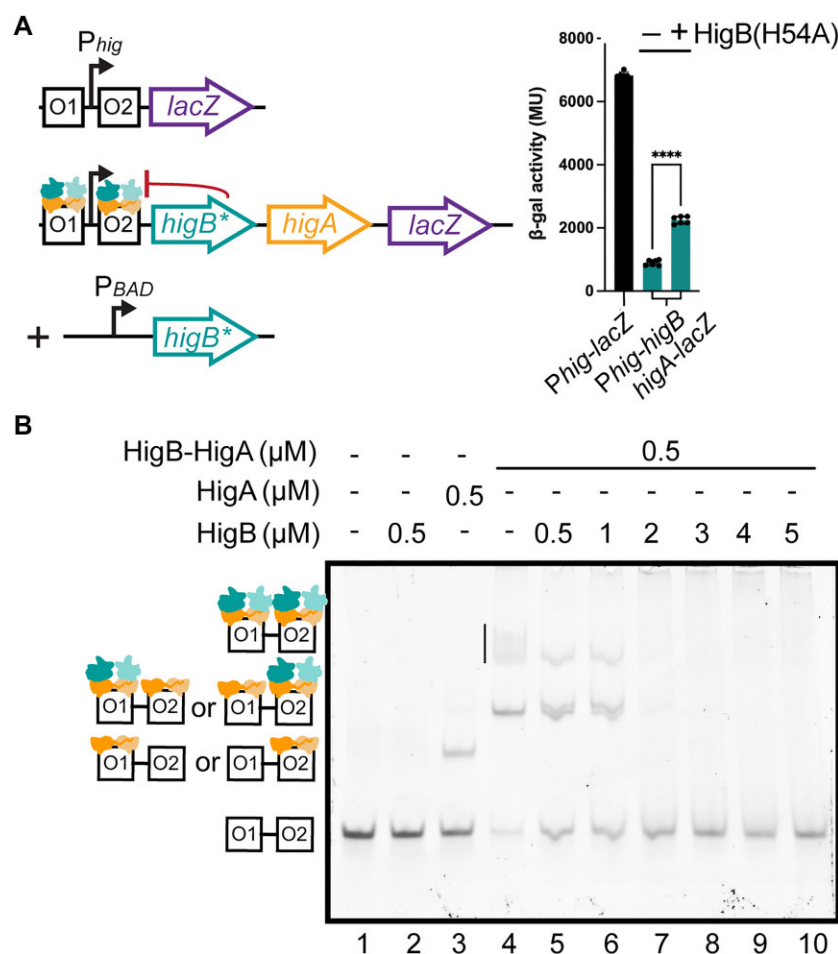 A
Phig
O1 O2 lacZ
O1 O2 higB* higA lacZ
PBAD
+ higB*
– + HigB(H54A)
8000
6000
4000
2000
0
β-gal activity (MU)
****
Phig-lacZ
Phig-higB
higA-lacZ
B
HigB-HigA (μM) - - - 0.5
HigA (μM) - - 0.5 - - - - - - -
HigB (μM) - 0.5 - - 0.5 1 2 3 4 5
O1 O2
O1 O2 or O1 O2
O1 O2 or O1 O2
O1 O2
1 2 3 4 5 6 7 8 9 10